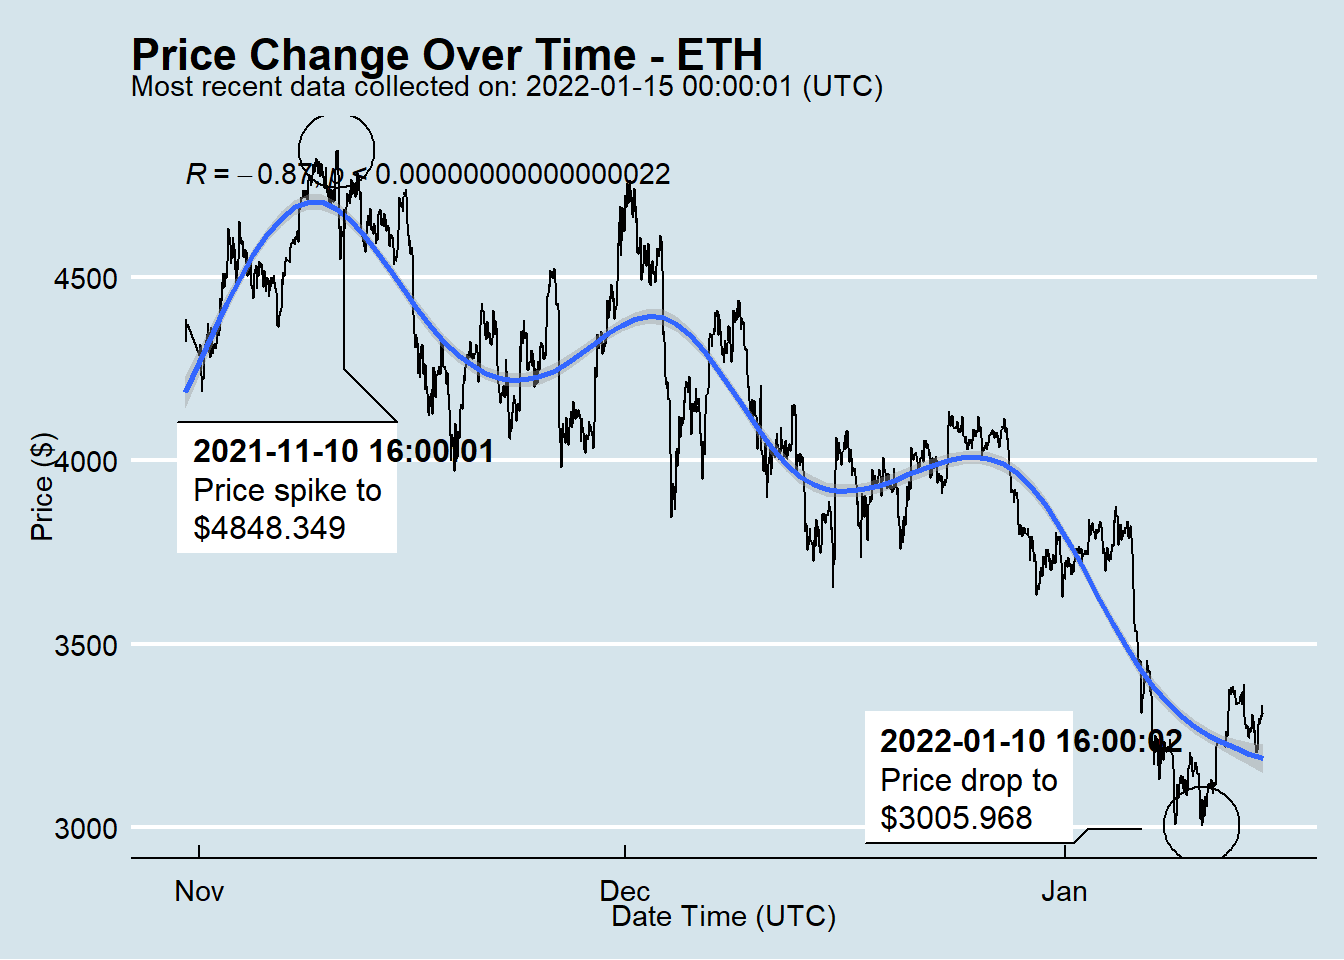 Price Change Over Time - ETH
Most recent data collected on: 2022-01-15 00:00:01 (UTC)
R = −0.87, p < 0.00000000000000022
4500
4000
3500
3000
Price ($)
2021-11-10 16:00:01
Price spike to
$4848.349
2022-01-10 16:00:02
Price drop to
$3005.968
Nov
Dec
Jan
Date Time (UTC)